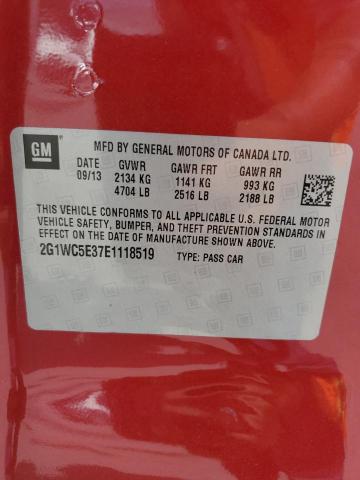 GM MFD BY GENERAL MOTORS OF CANADA LTD.
DATE GVWR GAWR FRT GAWR RR
09/13 2134 KG 1141 KG 993 KG
4704 LB 2516 LB 2188 LB
THIS VEHICLE CONFORMS TO ALL APPLICABLE U.S. FEDERAL MOTOR
VEHICLE SAFETY, BUMPER, AND THEFT PREVENTION STANDARDS IN
EFFECT ON THE DATE OF MANUFACTURE SHOWN ABOVE.
2G1WC5E37E1118519 TYPE: PASS CAR